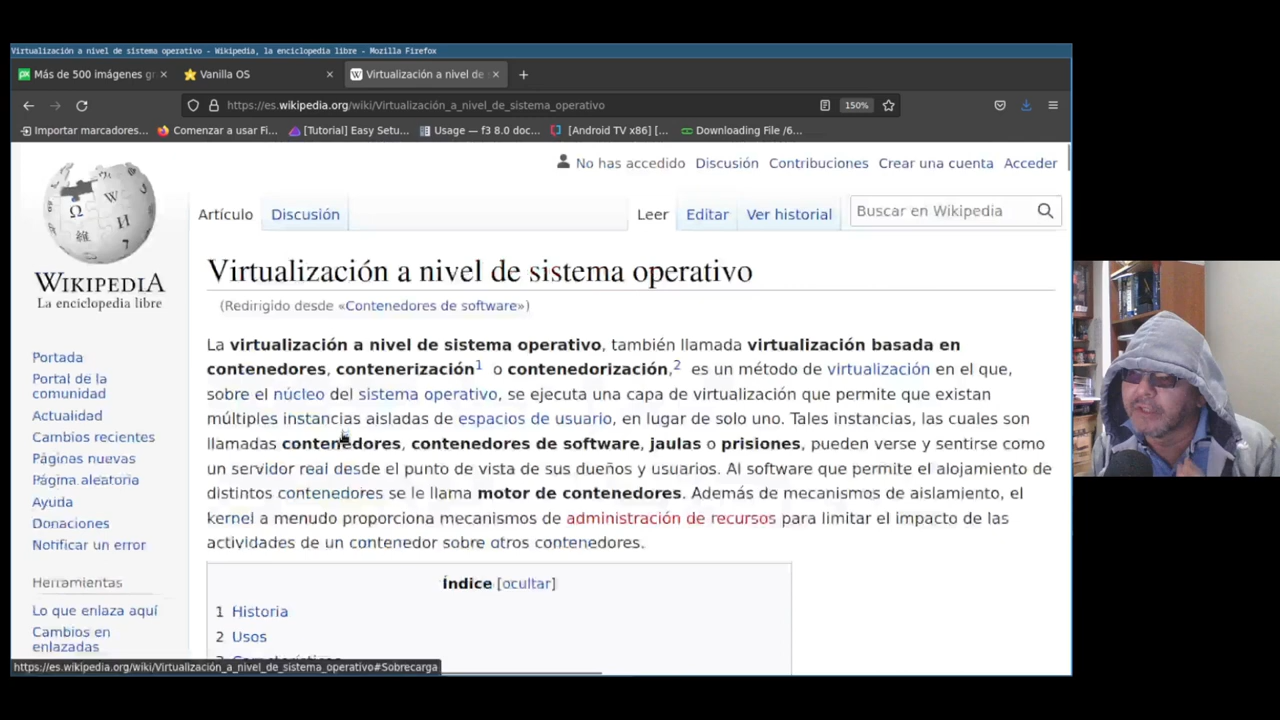 Virtualización a nivel de sistema operativo - Wikipedia, la enciclopedia libre - Mozilla Firefox
Más de 500 imágenes gr
Vanilla OS
Virtualización a nivel de
https://es.wikipedia.org/wiki/Virtualización_a_nivel_de_sistema_operativo
150%
Importar marcadores...
Comenzar a usar Fi...
[Tutorial] Easy Setu...
Usage — f3 8.0 doc...
[Android TV x86] [...
Downloading File /6...
No has accedido
Discusión
Contribuciones
Crear una cuenta
Acceder
Artículo
Discusión
Leer
Editar
Ver historial
Buscar en Wikipedia
WIKIPEDIA
La enciclopedia libre
Portada
Portal de la
comunidad
Actualidad
Cambios recientes
Páginas nuevas
Página aleatoria
Ayuda
Donaciones
Notificar un error
Herramientas
Lo que enlaza aquí
Cambios en
enlazadas
Virtualización a nivel de sistema operativo
(Redirigido desde «Contenedores de software»)
La virtualización a nivel de sistema operativo, también llamada virtualización basada en
contenedores, contenerización1 o contenedorización,2 es un método de virtualización en el que,
sobre el núcleo del sistema operativo, se ejecuta una capa de virtualización que permite que existan
múltiples instancias aisladas de espacios de usuario, en lugar de solo uno. Tales instancias, las cuales son
llamadas contenedores, contenedores de software, jaulas o prisiones, pueden verse y sentirse como
un servidor real desde el punto de vista de sus dueños y usuarios. Al software que permite el alojamiento de
distintos contenedores se le llama motor de contenedores. Además de mecanismos de aislamiento, el
kernel a menudo proporciona mecanismos de administración de recursos para limitar el impacto de las
actividades de un contenedor sobre otros contenedores.
Índice [ocultar]
1 Historia
2 Usos
https://es.wikipedia.org/wiki/Virtualización_a_nivel_de_sistema_operativo#Sobrecarga